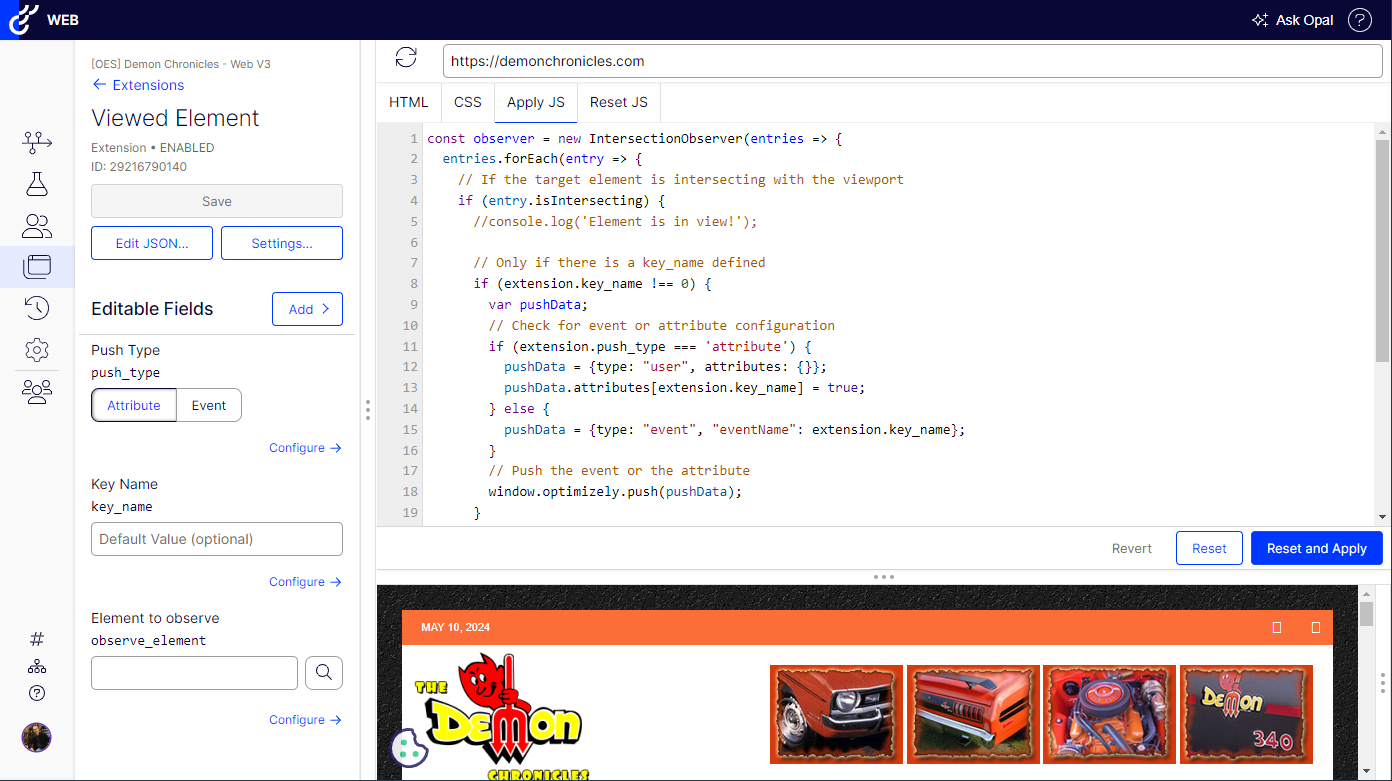 WEB
Ask Opal
?
[OES] Demon Chronicles - Web V3
← Extensions
Viewed Element
Extension • ENABLED
ID: 29216790140
Save
Edit JSON...
Settings...
Editable Fields
Add >
Push Type
push_type
Attribute
Event
Configure →
Key Name
key_name
Default Value (optional)
Configure →
Element to observe
observe_element
Configure →
#
?
https://demonchronicles.com
HTML
CSS
Apply JS
Reset JS
1 const observer = new IntersectionObserver(entries => {
2   entries.forEach(entry => {
3     // If the target element is intersecting with the viewport
4     if (entry.isIntersecting) {
5       //console.log('Element is in view!');
6
7       // Only if there is a key_name defined
8       if (extension.key_name !== 0) {
9         var pushData;
10         // Check for event or attribute configuration
11         if (extension.push_type === 'attribute') {
12           pushData = {type: "user", attributes: {}};
13           pushData.attributes[extension.key_name] = true;
14         } else {
15           pushData = {type: "event", "eventName": extension.key_name};
16         }
17         // Push the event or the attribute
18         window.optimizely.push(pushData);
19       }
Revert
Reset
Reset and Apply
MAY 10, 2024
THE
DEMON
CHRONICLES
DEMON
340